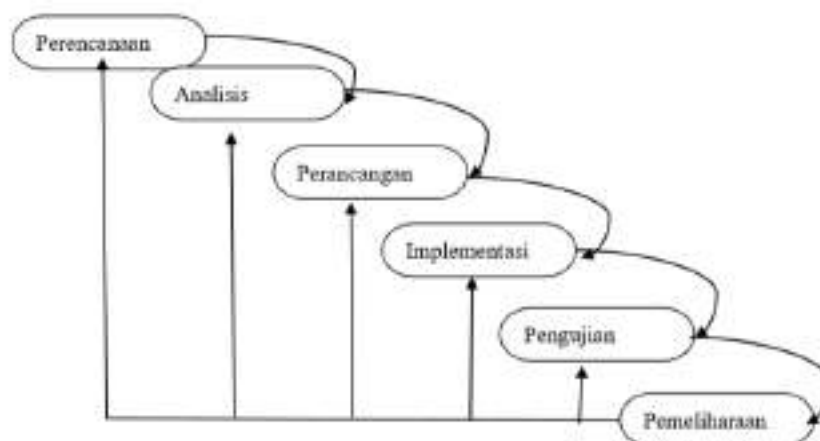 Perencanaan
Analisis
Perancangan
Implementasi
Pengujian
Pemeliharaan